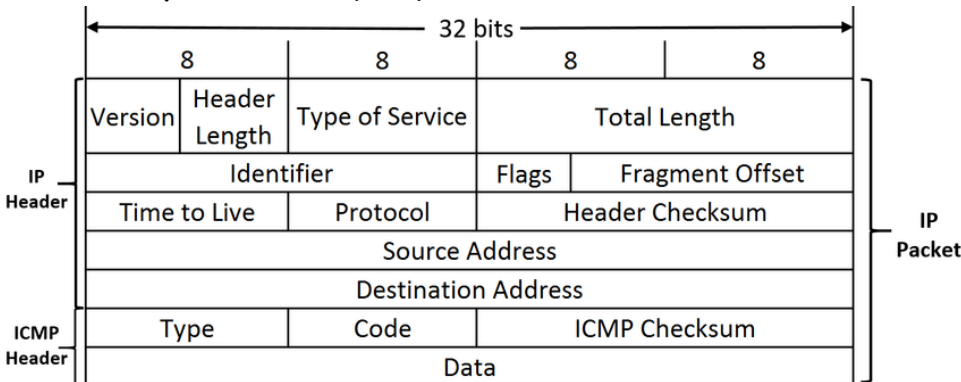 32 bits
8 8 8 8
Version Header Length Type of Service Total Length
Identifier Flags Fragment Offset
IP Header
Time to Live Protocol Header Checksum
IP Packet
Source Address
Destination Address
ICMP Header
Type Code ICMP Checksum
Data